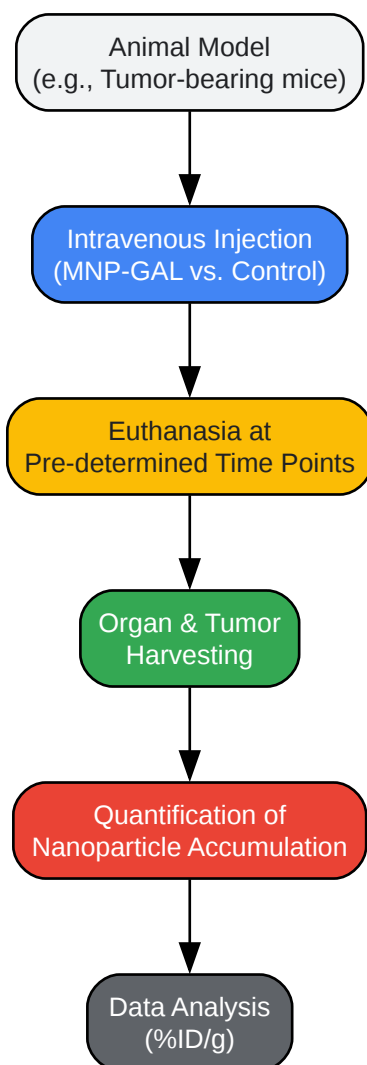 Animal Model
(e.g., Tumor-bearing mice)
Intravenous Injection
(MNP-GAL vs. Control)
Euthanasia at
Pre-determined Time Points
Organ & Tumor
Harvesting
Quantification of
Nanoparticle Accumulation
Data Analysis
(%ID/g)